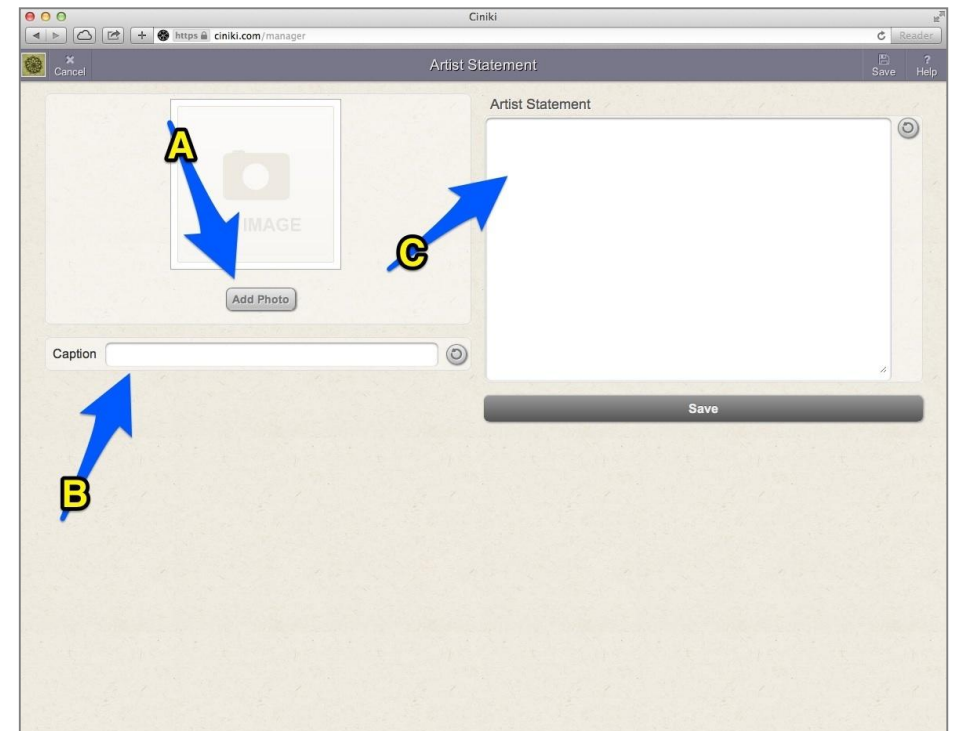 Ciniki
https ciniki.com/manager
Reader
Cancel
Artist Statement
Save
? Help
A
IMAGE
Add Photo
Caption
B
Artist Statement
C
Save